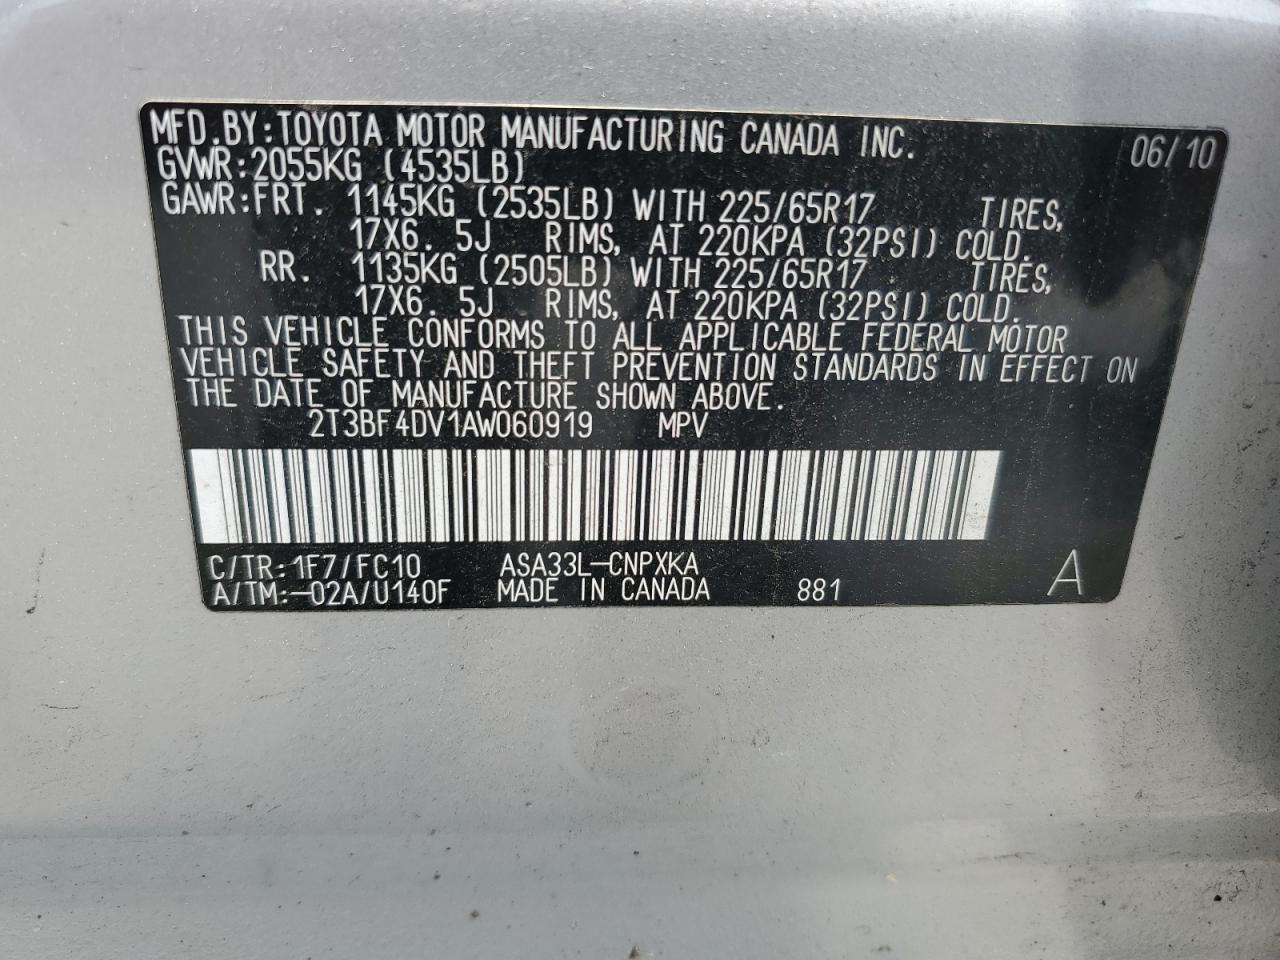 MFD.BY:TOYOTA MOTOR MANUFACTURING CANADA INC. 06/10
GVWR:2055KG (4535LB)
GAWR:FRT. 1145KG (2535LB) WITH 225/65R17 TIRES,
17X6.5J RIMS, AT 220KPA (32PSI) COLD.
RR. 1135KG (2505LB) WITH 225/65R17 TIRES,
17X6.5J RIMS, AT 220KPA (32PSI) COLD.
THIS VEHICLE CONFORMS TO ALL APPLICABLE FEDERAL MOTOR
VEHICLE SAFETY AND THEFT PREVENTION STANDARDS IN EFFECT ON
THE DATE OF MANUFACTURE SHOWN ABOVE.
2T3BF4DV1AW060919 MPV
C/TR:1F7/FC10 ASA33L-CNPXKA
A/TM:-02A/U140F MADE IN CANADA 881 A